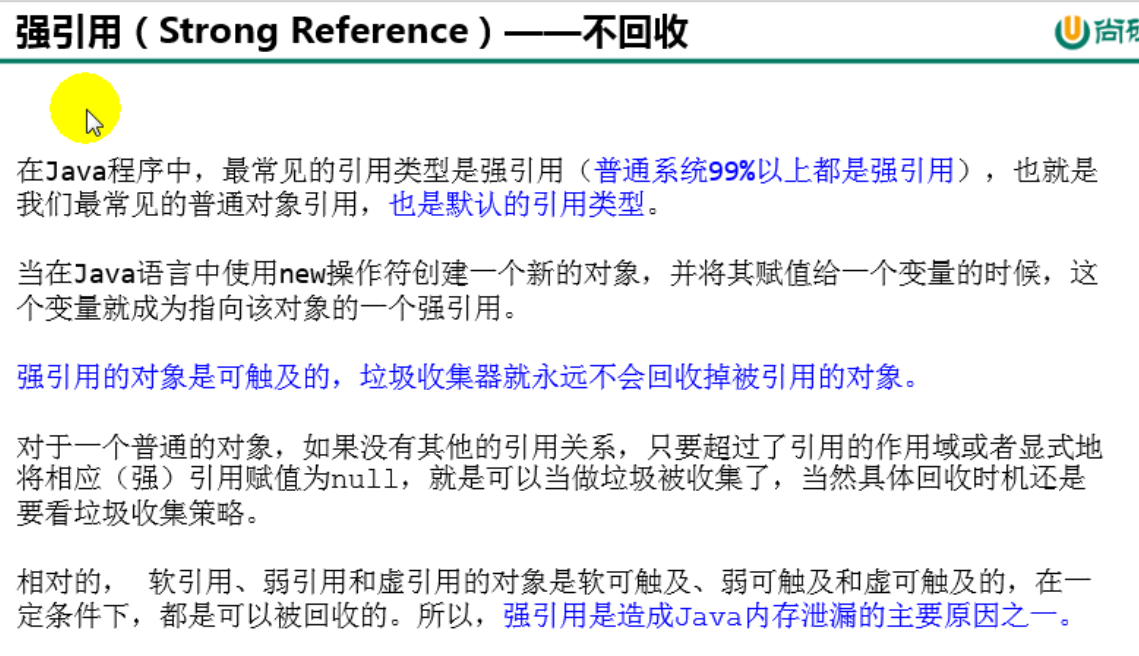 强引用（Strong Reference）——不回收
尚
在Java程序中，最常见的引用类型是强引用（普通系统99%以上都是强引用），也就是
我们最常见的普通对象引用，也是默认的引用类型。
当在Java语言中使用new操作符创建一个新的对象，并将其赋值给一个变量的时候，这
个变量就成为指向该对象的一个强引用。
强引用的对象是可触及的，垃圾收集器就永远不会回收掉被引用的对象。
对于一个普通的对象，如果没有其他的引用关系，只要超过了引用的作用域或者显式地
将相应（强）引用赋值为null，就是可以当做垃圾被收集了，当然具体回收时机还是
要看垃圾收集策略。
相对的， 软引用、弱引用和虚引用的对象是软可触及、弱可触及和虚可触及的，在一
定条件下，都是可以被回收的。所以，强引用是造成Java内存泄漏的主要原因之一。